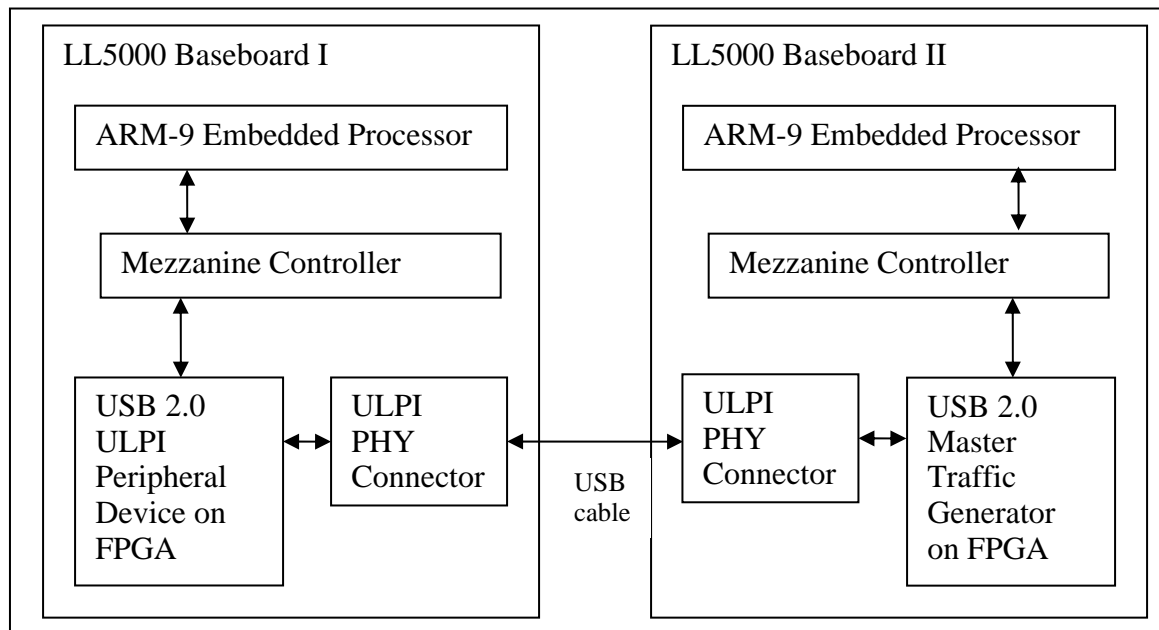 LL5000 Baseboard I
ARM-9 Embedded Processor
Mezzanine Controller
USB 2.0
ULPI
Peripheral
Device on
FPGA
ULPI
PHY
Connector
USB
cable
LL5000 Baseboard II
ARM-9 Embedded Processor
Mezzanine Controller
ULPI
PHY
Connector
USB 2.0
Master
Traffic
Generator
on FPGA